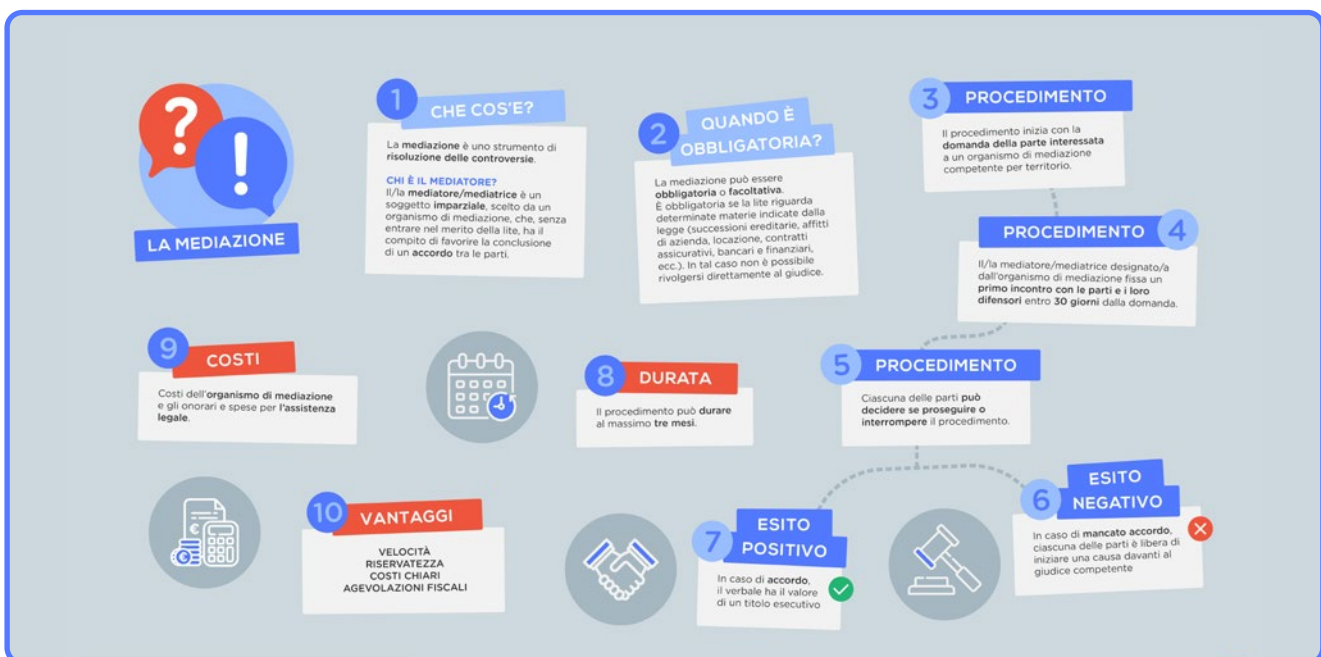 ?
!
LA MEDIAZIONE
1
CHE COS'E?
La mediazione è uno strumento di
risoluzione delle controversie.
CHI È IL MEDIATORE?
Il/la mediatore/mediatrice è un
soggetto imparziale, scelto da un
organismo di mediazione, che, senza
entrare nel merito della lite, ha il
compito di favorire la conclusione
di un accordo tra le parti.
2
QUANDO È
OBBLIGATORIA?
La mediazione può essere
obbligatoria o facoltativa.
È obbligatoria se la lite riguarda
determinate materie indicate dalla
legge (successioni ereditarie, affitti
di azienda, locazione, contratti
assicurativi, bancari e finanziari,
ecc.). In tal caso non è possibile
rivolgersi direttamente al giudice.
3
PROCEDIMENTO
Il procedimento inizia con la
domanda della parte interessata
a un organismo di mediazione
competente per territorio.
PROCEDIMENTO
4
Il/la mediatore/mediatrice designato/a
dall'organismo di mediazione fissa un
primo incontro con le parti e i loro
difensori entro 30 giorni dalla domanda.
5
PROCEDIMENTO
Ciascuna delle parti può
decidere se proseguire o
interrompere il procedimento.
6
ESITO
NEGATIVO
In caso di mancato accordo,
ciascuna delle parti è libera di
iniziare una causa davanti al
giudice competente
7
ESITO
POSITIVO
In caso di accordo,
il verbale ha il valore
di un titolo esecutivo
8
DURATA
Il procedimento può durare
al massimo tre mesi.
9
COSTI
Costi dell'organismo di mediazione
e gli onorari e spese per l'assistenza
legale.
€
€
10
VANTAGGI
VELOCITÀ
RISERVATEZZA
COSTI CHIARI
AGEVOLAZIONI FISCALI